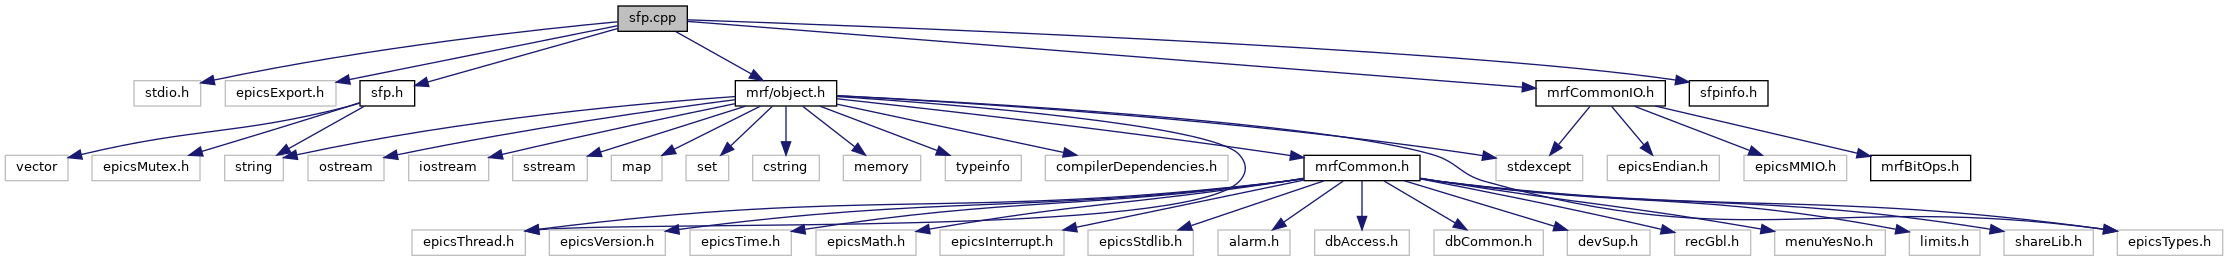 sfp.cpp
stdio.h
epicsExport.h
sfp.h
mrf/object.h
mrfCommonIO.h
sfpinfo.h
vector
epicsMutex.h
string
ostream
iostream
sstream
map
set
cstring
memory
typeinfo
compilerDependencies.h
mrfCommon.h
stdexcept
epicsEndian.h
epicsMMIO.h
mrfBitOps.h
epicsThread.h
epicsVersion.h
epicsTime.h
epicsMath.h
epicsInterrupt.h
epicsStdlib.h
alarm.h
dbAccess.h
dbCommon.h
devSup.h
recGbl.h
menuYesNo.h
limits.h
shareLib.h
epicsTypes.h